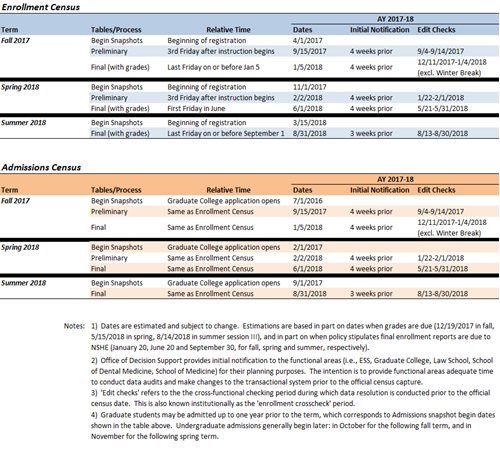 Enrollment Census
AY 2017-18
Term Tables/Process Relative Time Dates Initial Notification Edit Checks
Fall 2017 Begin Snapshots Beginning of registration 4/1/2017
Preliminary 3rd Friday after instruction begins 9/15/2017 4 weeks prior 9/4-9/14/2017
Final (with grades) Last Friday on or before Jan 5 1/5/2018 4 weeks prior 12/11/2017-1/4/2018
(excl. Winter Break)
Spring 2018 Begin Snapshots Beginning of registration 11/1/2017
Preliminary 3rd Friday after instruction begins 2/2/2018 4 weeks prior 1/22-2/1/2018
Final (with grades) First Friday in June 6/1/2018 4 weeks prior 5/21-5/31/2018
Summer 2018 Begin Snapshots Beginning of registration 3/15/2018
Final (with grades) Last Friday on or before September 1 8/31/2018 3 weeks prior 8/13-8/30/2018
Admissions Census
AY 2017-18
Term Tables/Process Relative Time Dates Initial Notification Edit Checks
Fall 2017 Begin Snapshots Graduate College application opens 7/1/2016
Preliminary Same as Enrollment Census 9/15/2017 4 weeks prior 9/4-9/14/2017
Final Same as Enrollment Census 1/5/2018 4 weeks prior 12/11/2017-1/4/2018
(excl. Winter Break)
Spring 2018 Begin Snapshots Graduate College application opens 2/1/2017
Preliminary Same as Enrollment Census 2/2/2018 4 weeks prior 1/22-2/1/2018
Final Same as Enrollment Census 6/1/2018 4 weeks prior 5/21-5/31/2018
Summer 2018 Begin Snapshots Graduate College application opens 9/1/2017
Final Same as Enrollment Census 8/31/2018 3 weeks prior 8/13-8/30/2018
Notes: 1) Dates are estimated and subject to change. Estimations are based in part on dates when grades are due (12/19/2017 in fall,
5/15/2018 in spring, 8/14/2018 in summer session III), and in part on when policy stipulates final enrollment reports are due to
NSHE (January 20, June 20 and September 30, for fall, spring and summer, respectively).
2) Office of Decision Support provides initial notification to the functional areas (i.e., ESS, Graduate College, Law School, School
of Dental Medicine, School of Medicine) for their planning purposes. The intention is to provide functional areas adequate time
to conduct data audits and make changes to the transactional system prior to the official census capture.
3) 'Edit checks' refers to the the cross-functional checking period during which data resolution is conducted prior to the official
census date. This is also known institutionally as the 'enrollment crosscheck' period.
4) Graduate students may be admitted up to one year prior to the term, which corresponds to Admissions snapshot begin dates
shown in the table above. Undergraduate admissions generally begin later: in October for the following fall term, and in
November for the following spring term.